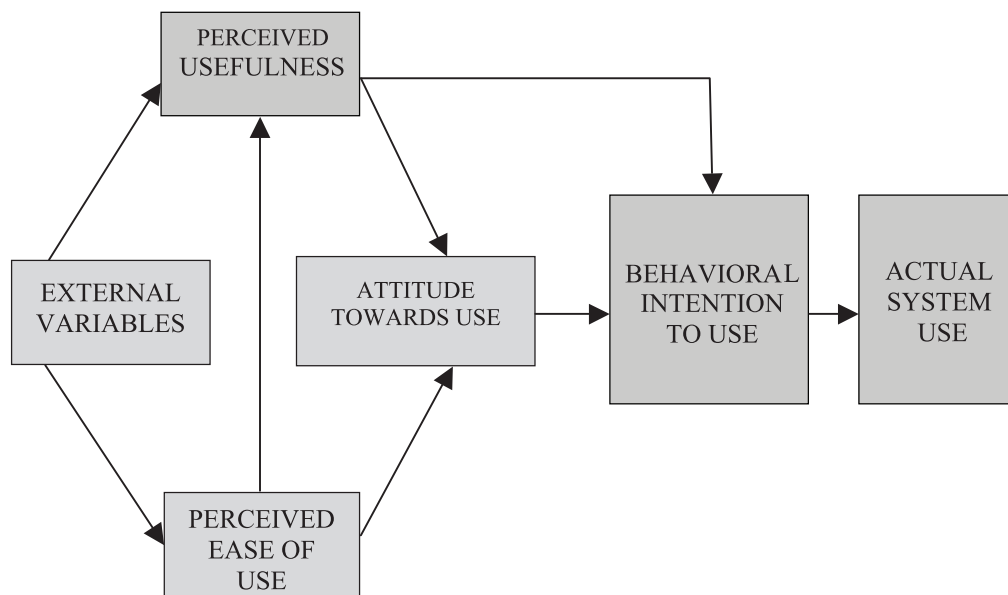 PERCEIVED
USEFULNESS
EXTERNAL
VARIABLES
ATTITUDE
TOWARDS USE
BEHAVIORAL
INTENTION
TO USE
ACTUAL
SYSTEM
USE
PERCEIVED
EASE OF
USE